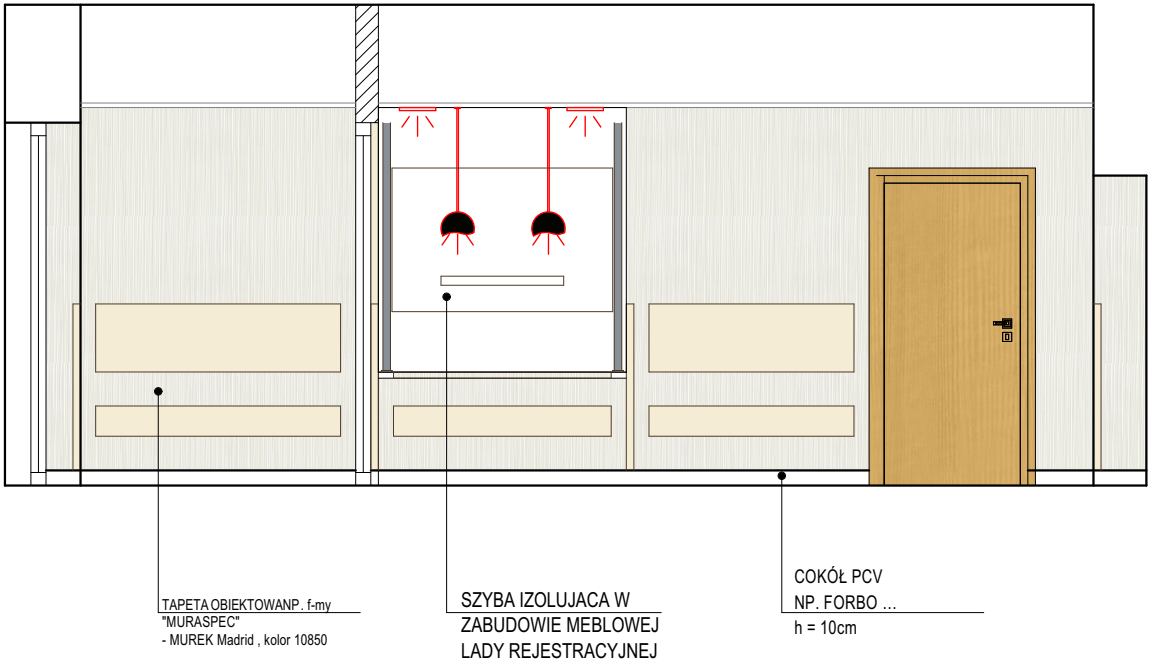 TAPETA OBIEKTOWANP. f-my
"MURASPEC"
- MUREK Madrid , kolor 10850
SZYBA IZOLUJACA W
ZABUDOWIE MEBLOWEJ
LADY REJESTRACYJNEJ
COKÓŁ PCV
NP. FORBO ...
h = 10cm